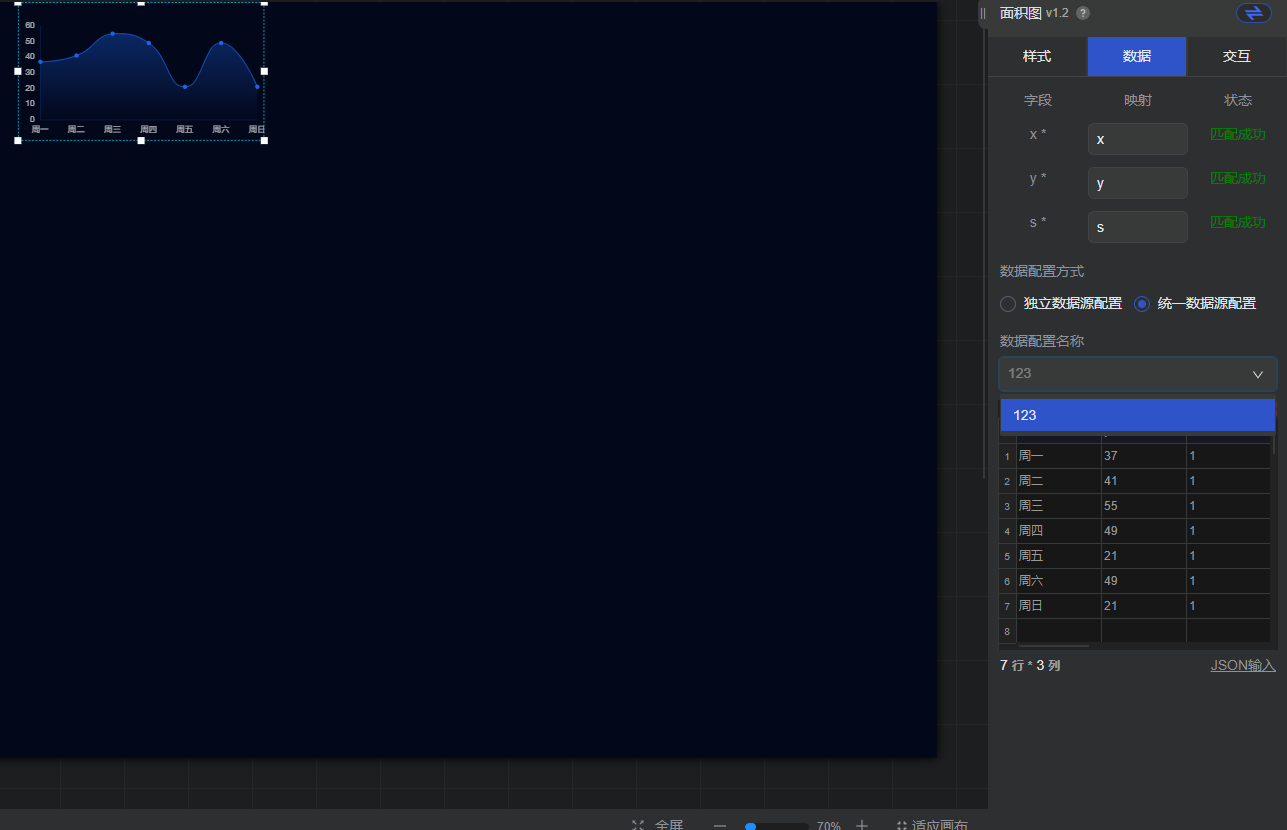 面积图 v1.2 ?
样式 数据 交互
字段 映射 状态
x * x 匹配成功
y * y 匹配成功
s * s 匹配成功
数据配置方式
独立数据源配置 统一数据源配置
数据配置名称
123
123
1 周一 37 1
2 周二 41 1
3 周三 55 1
4 周四 49 1
5 周五 21 1
6 周六 49 1
7 周日 21 1
8
7 行 * 3 列 JSON输入
60
50
40
30
20
10
0
周一 周二 周三 周四 周五 周六 周日
全屏 70% 适应画布